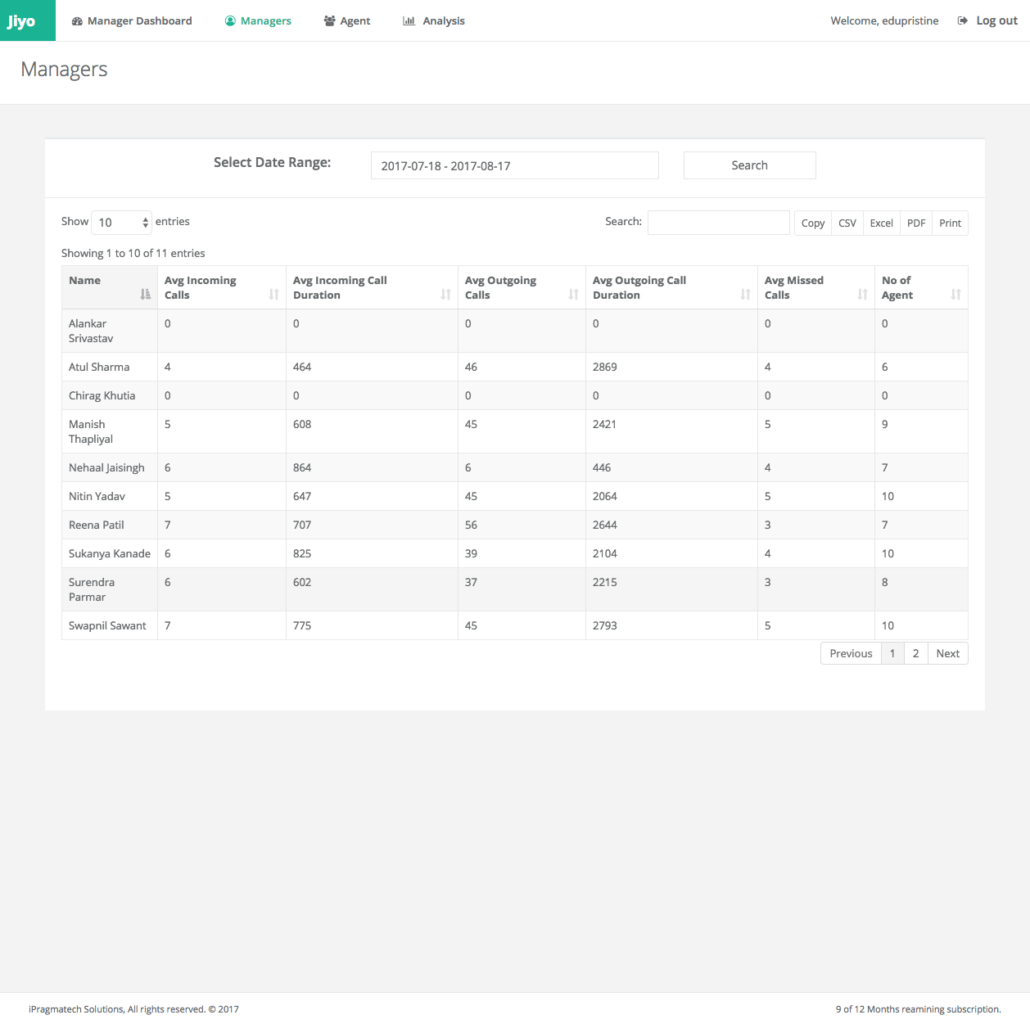 Jiyo Manager Dashboard Managers Agent Analysis Welcome, edupristine Log out
Managers
Select Date Range: 2017-07-18 - 2017-08-17 Search
Show 10 entries Search: Copy CSV Excel PDF Print
Showing 1 to 10 of 11 entries
Name Avg Incoming Calls Avg Incoming Call Duration Avg Outgoing Calls Avg Outgoing Call Duration Avg Missed Calls No of Agent
Alankar Srivastav 0 0 0 0 0 0
Atul Sharma 4 464 46 2869 4 6
Chirag Khutia 0 0 0 0 0 0
Manish Thapliyal 5 608 45 2421 5 9
Nehaal Jaisingh 6 864 6 446 4 7
Nitin Yadav 5 647 45 2064 5 10
Reena Patil 7 707 56 2644 3 7
Sukanya Kanade 6 825 39 2104 4 10
Surendra Parmar 6 602 37 2215 3 8
Swapnil Sawant 7 775 45 2793 5 10
Previous 1 2 Next
iPragmatech Solutions, All rights reserved. © 2017 9 of 12 Months reamining subscription.